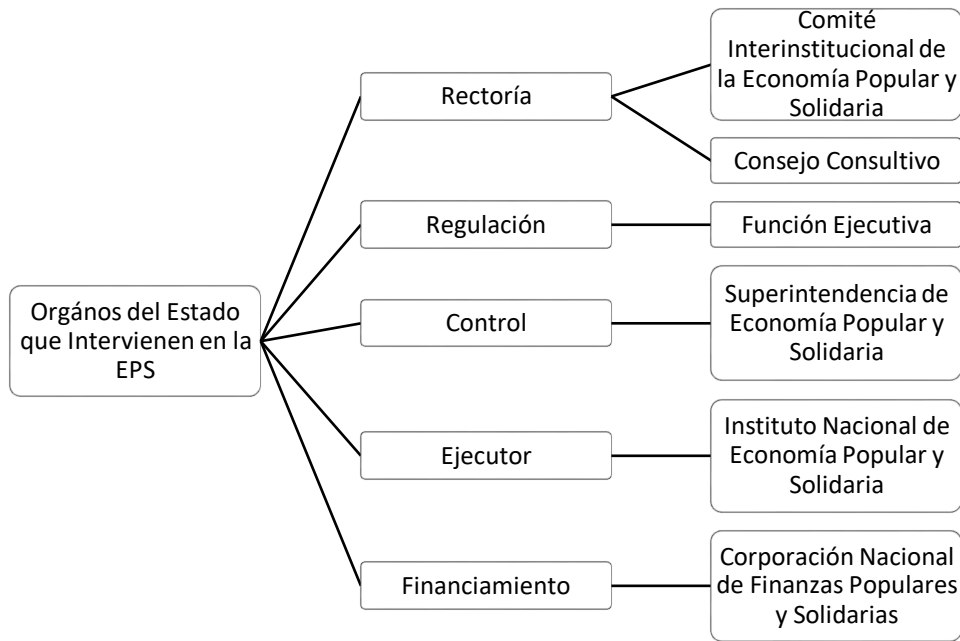 Orgános del Estado
que Intervienen en la
EPS
Rectoría
Comité
Interinstitucional de
la Economía Popular y
Solidaria
Consejo Consultivo
Regulación
Función Ejecutiva
Control
Superintendencia de
Economía Popular y
Solidaria
Ejecutor
Instituto Nacional de
Economía Popular y
Solidaria
Financiamiento
Corporación Nacional
de Finanzas Populares
y Solidarias